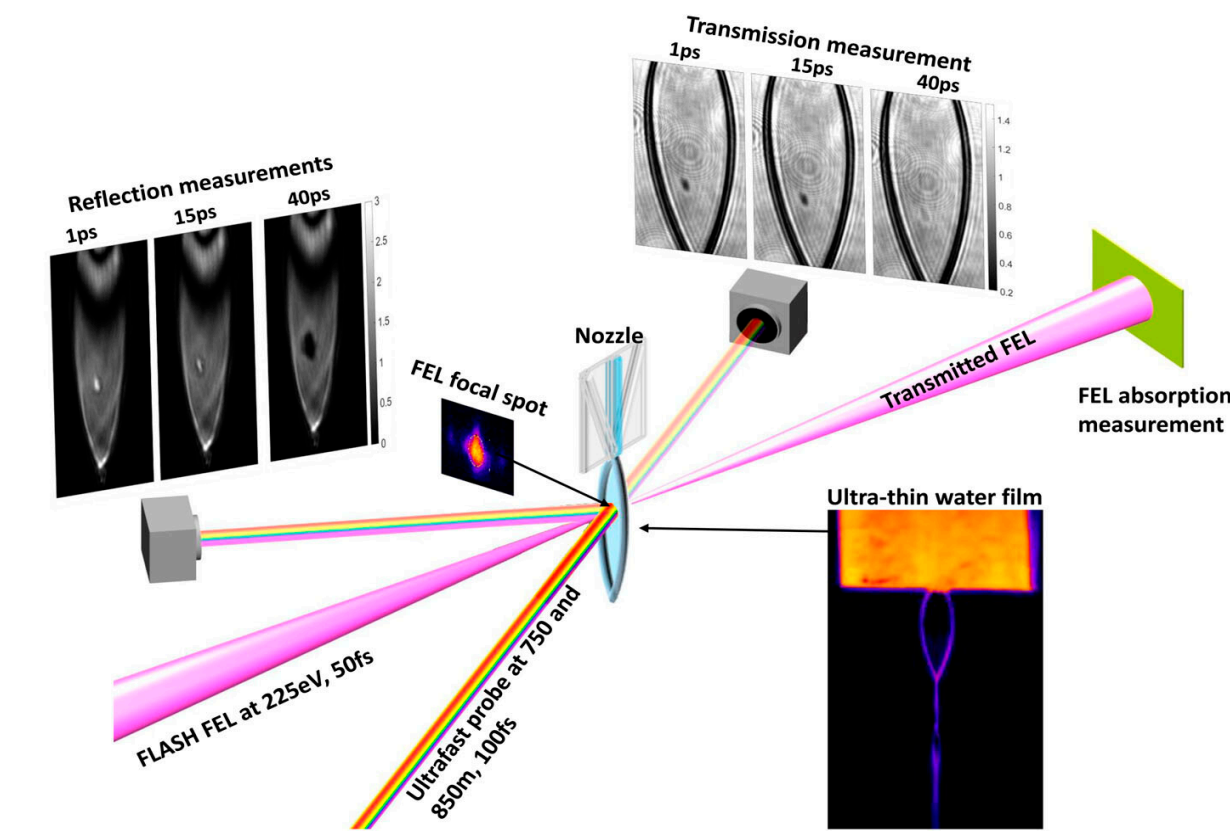 Transmission measurement
1ps
15ps
40ps
1.4
1.2
1
0.8
0.6
0.4
0.2
Reflection measurements
1ps
15ps
40ps
3
2.5
2
1.5
1
0.5
0
Nozzle
FEL focal spot
Transmitted FEL
FEL absorption
measurement
Ultra-thin water film
FLASH FEL at 225eV, 50fs
Ultrafast probe at 750 and
850m, 100fs